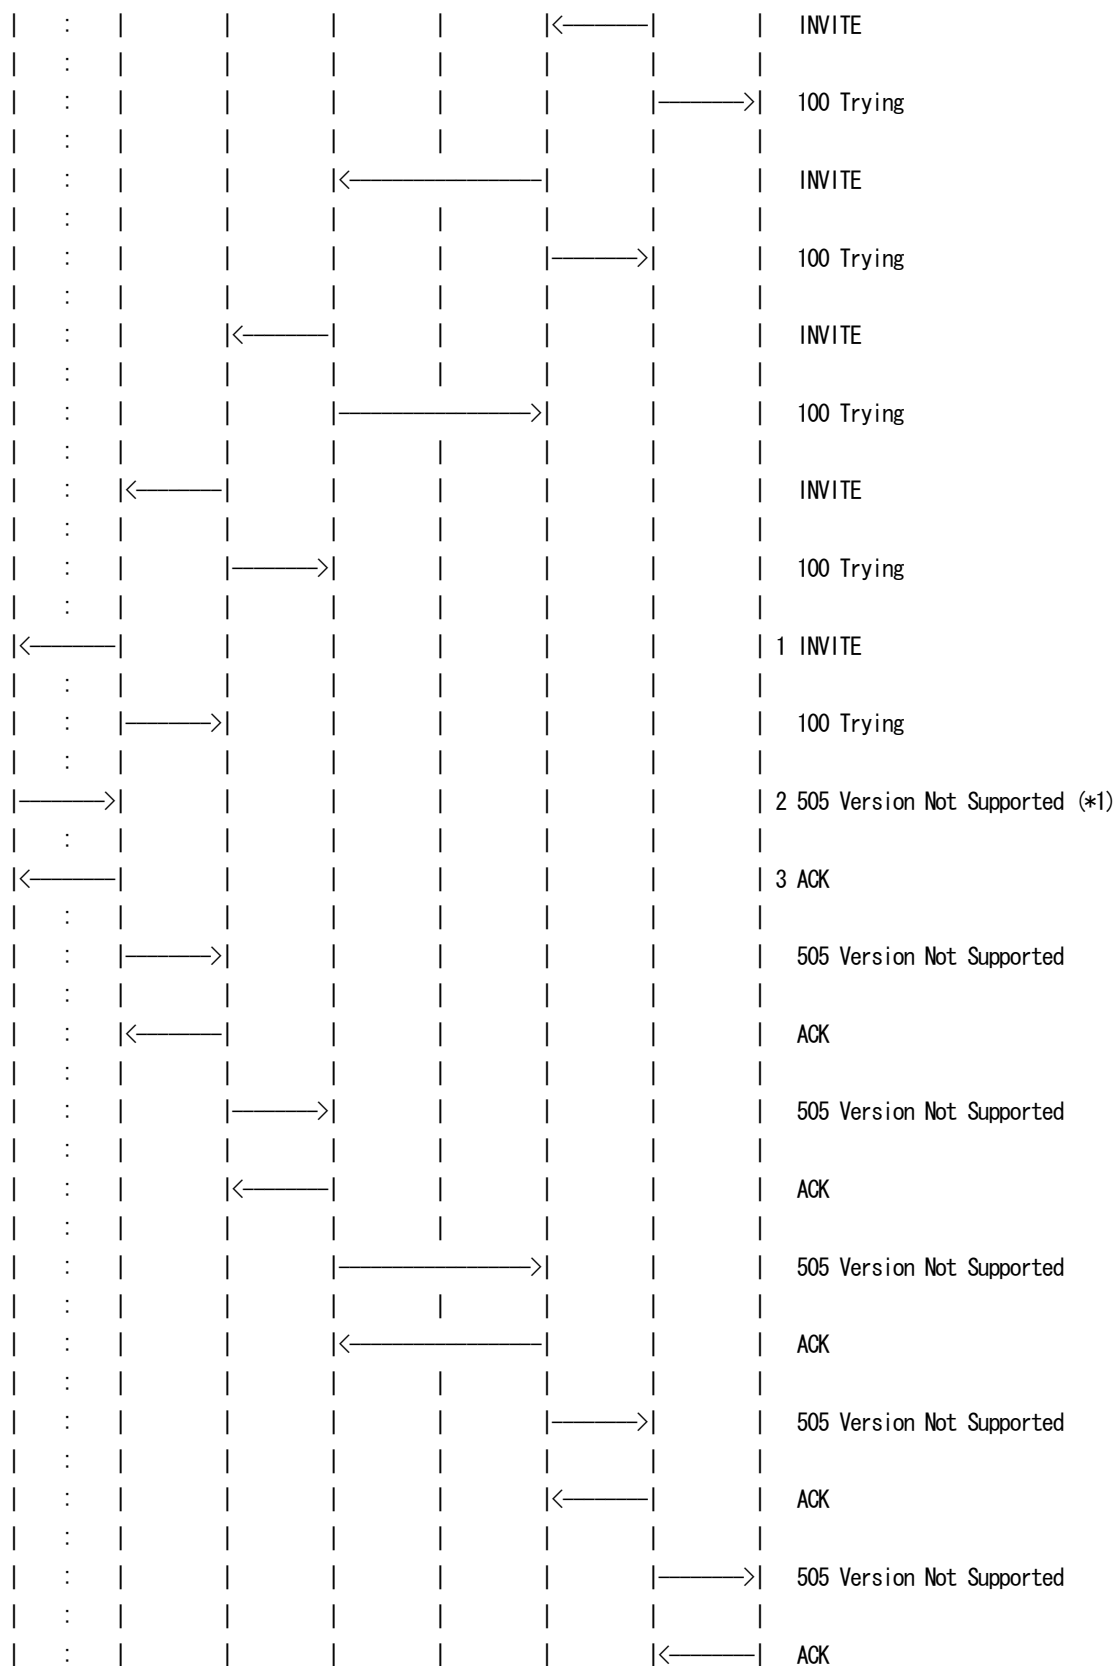 INVITE
100 Trying
INVITE
100 Trying
INVITE
100 Trying
INVITE
100 Trying
1 INVITE
100 Trying
2 505 Version Not Supported (*1)
3 ACK
505 Version Not Supported
ACK
505 Version Not Supported
ACK
505 Version Not Supported
ACK
505 Version Not Supported
ACK
505 Version Not Supported
ACK